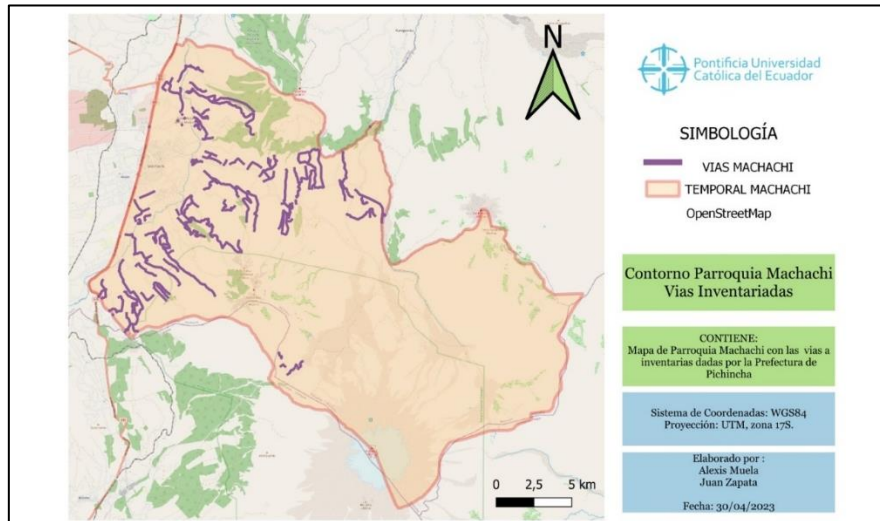 N
Pontificia Universidad
Católica del Ecuador
SIMBOLOGÍA
VIAS MACHACHI
TEMPORAL MACHACHI
OpenStreetMap
Contorno Parroquia Machachi
Vias Inventariadas
CONTIENE:
Mapa de Parroquia Machachi con las vias a
inventarias dadas por la Prefectura de
Pichincha
Sistema de Coordenadas: WGS84
Proyección: UTM, zona 17S.
Elaborado por :
Alexis Muela
Juan Zapata
Fecha: 30/04/2023
0 2,5 5 km